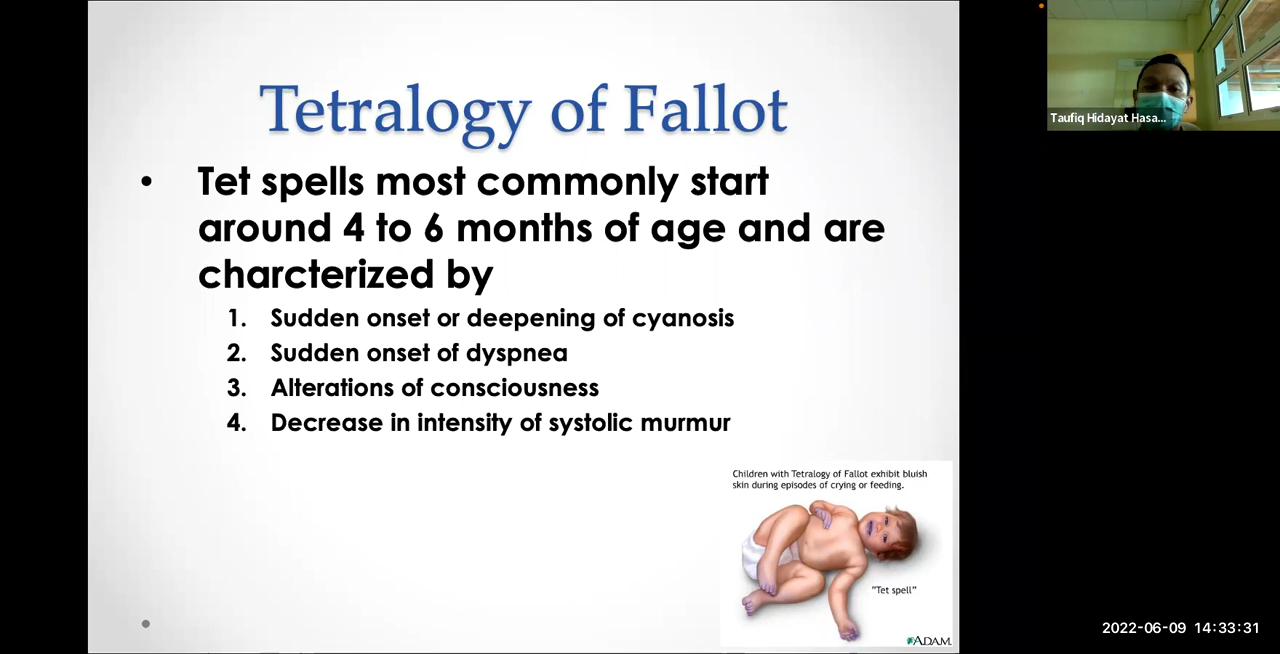 Tetralogy of Fallot
• Tet spells most commonly start
around 4 to 6 months of age and are
charcterized by
1. Sudden onset or deepening of cyanosis
2. Sudden onset of dyspnea
3. Alterations of consciousness
4. Decrease in intensity of systolic murmur
Children with Tetralogy of Fallot exhibit bluish
skin during episodes of crying or feeding.
"Tet spell"
ADAM.
Taufiq Hidayat Hasa...
2022-06-09 14:33:31